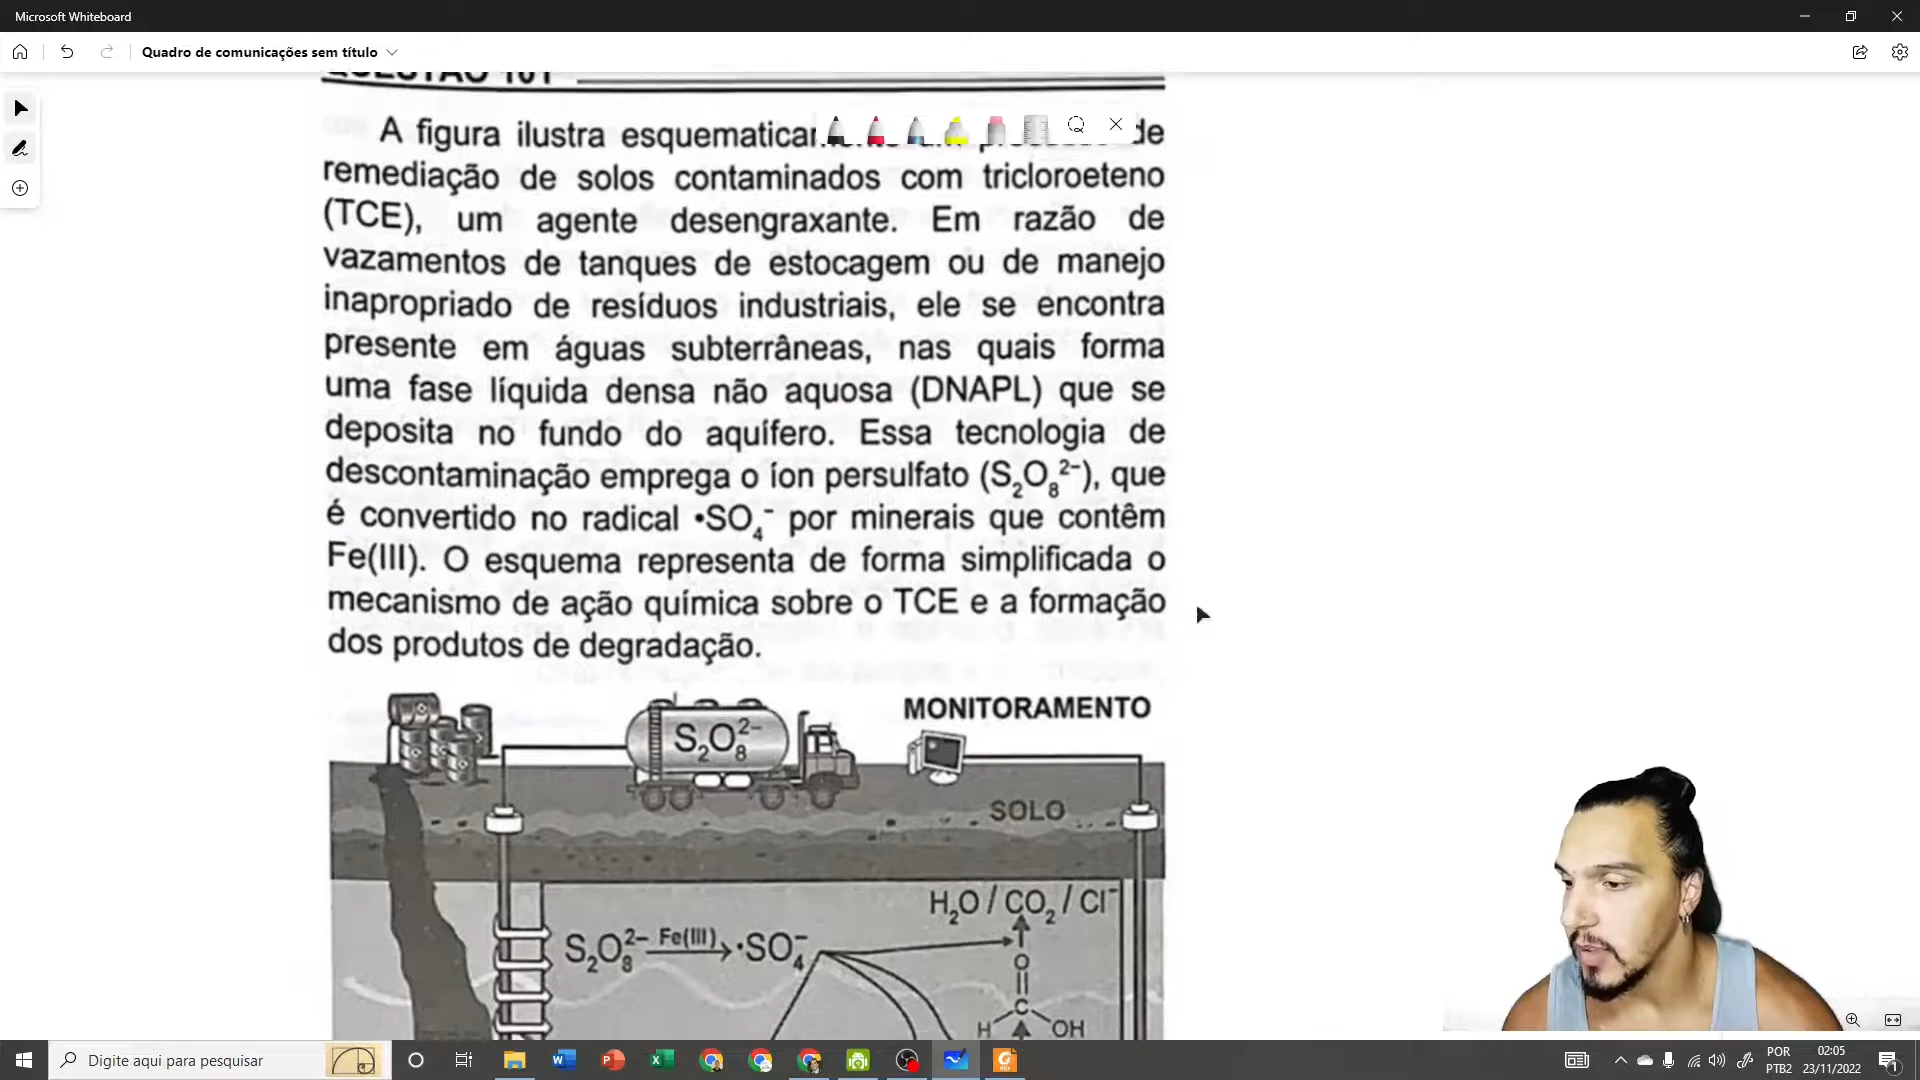 Microsoft Whiteboard
Quadro de comunicações sem título
QUESTÃO 101
A figura ilustra esquematicamente um processo de
remediação de solos contaminados com tricloroeteno
(TCE), um agente desengraxante. Em razão de
vazamentos de tanques de estocagem ou de manejo
inapropriado de resíduos industriais, ele se encontra
presente em águas subterrâneas, nas quais forma
uma fase líquida densa não aquosa (DNAPL) que se
deposita no fundo do aquífero. Essa tecnologia de
descontaminação emprega o íon persulfato (S₂O₈²⁻), que
é convertido no radical •SO₄⁻ por minerais que contêm
Fe(III). O esquema representa de forma simplificada o
mecanismo de ação química sobre o TCE e a formação
dos produtos de degradação.
MONITORAMENTO
S₂O₈²⁻
SOLO
H₂O / CO₂ / Cl⁻
S₂O₈²⁻ Fe(III) •SO₄⁻
O
C
H OH
Digite aqui para pesquisar
POR
PTB2
02:05
23/11/2022